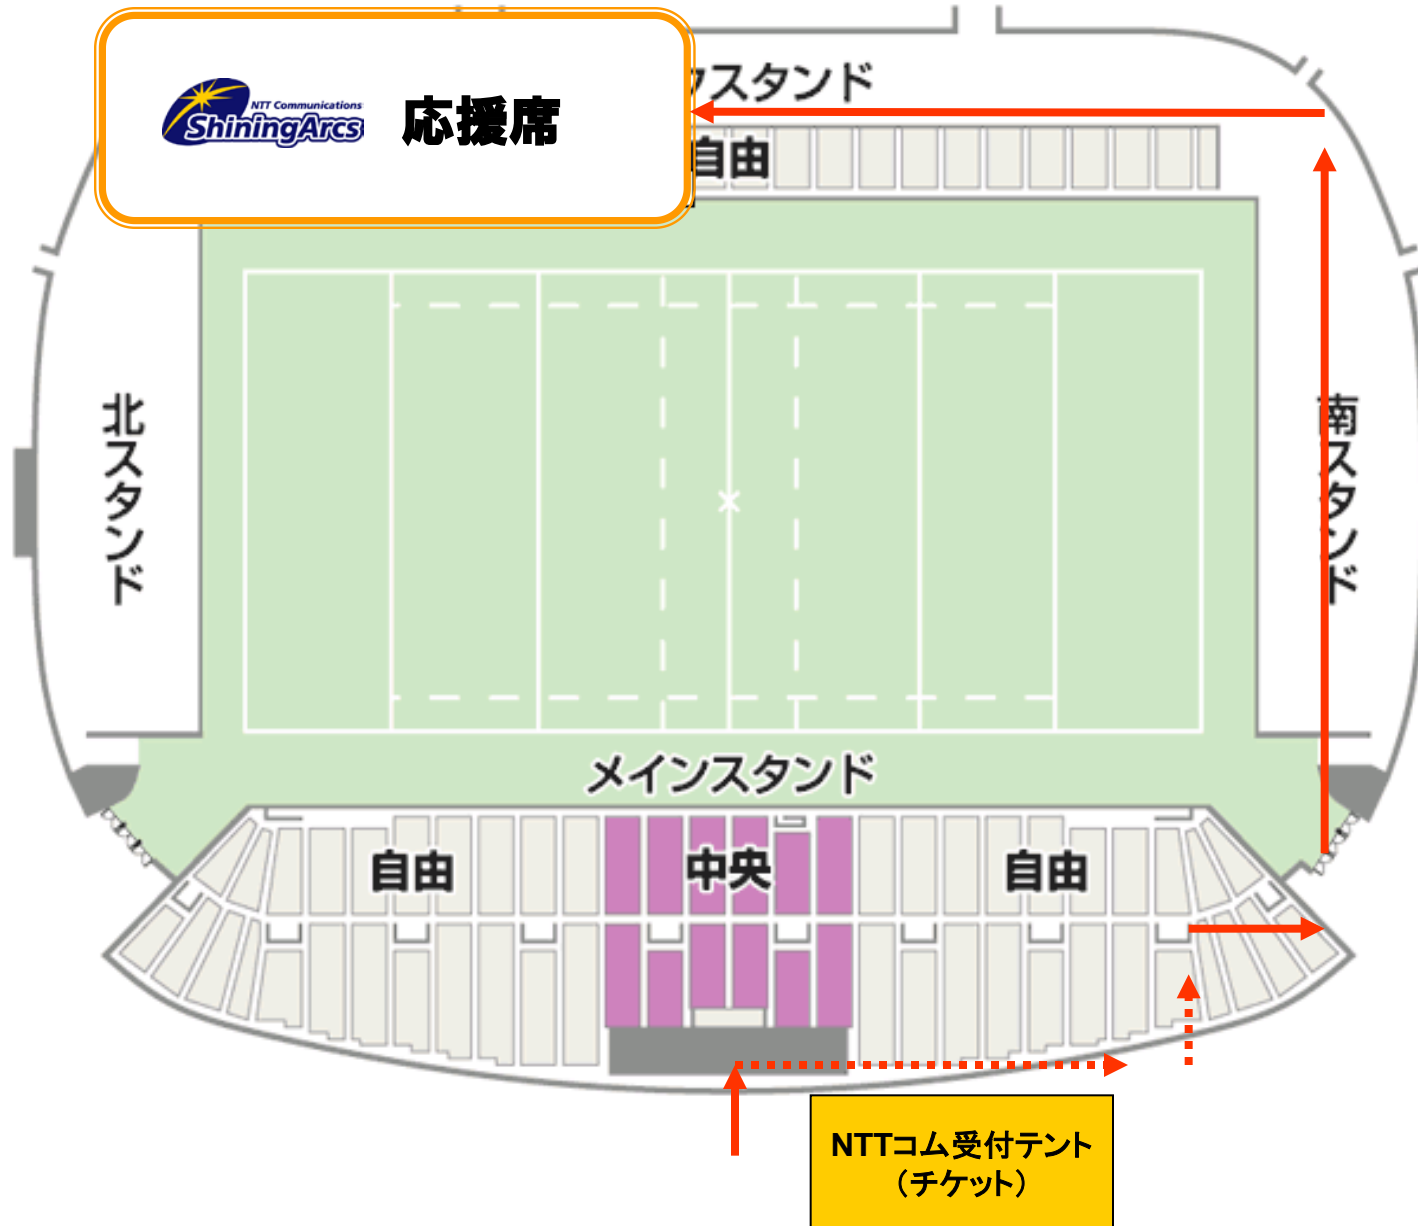 NTT Communications
ShiningArcs
応援席
クスタンド
自由
北スタンド
南スタンド
メインスタンド
自由
中央
自由
NTTコム受付テント
（チケット）